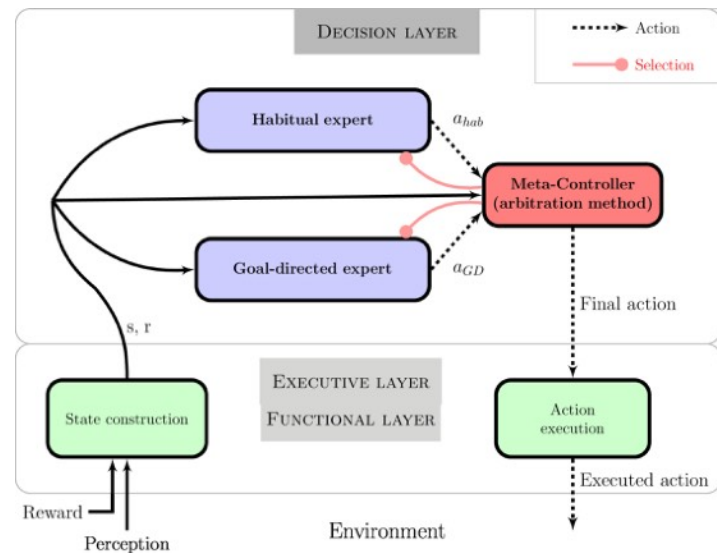 DECISION LAYER
Action
Selection
Habitual expert
a_hab
Meta-Controller
(arbitration method)
Goal-directed expert
a_GD
Final action
s, r
EXECUTIVE LAYER
FUNCTIONAL LAYER
State construction
Action
execution
Executed action
Reward
Perception
Environment